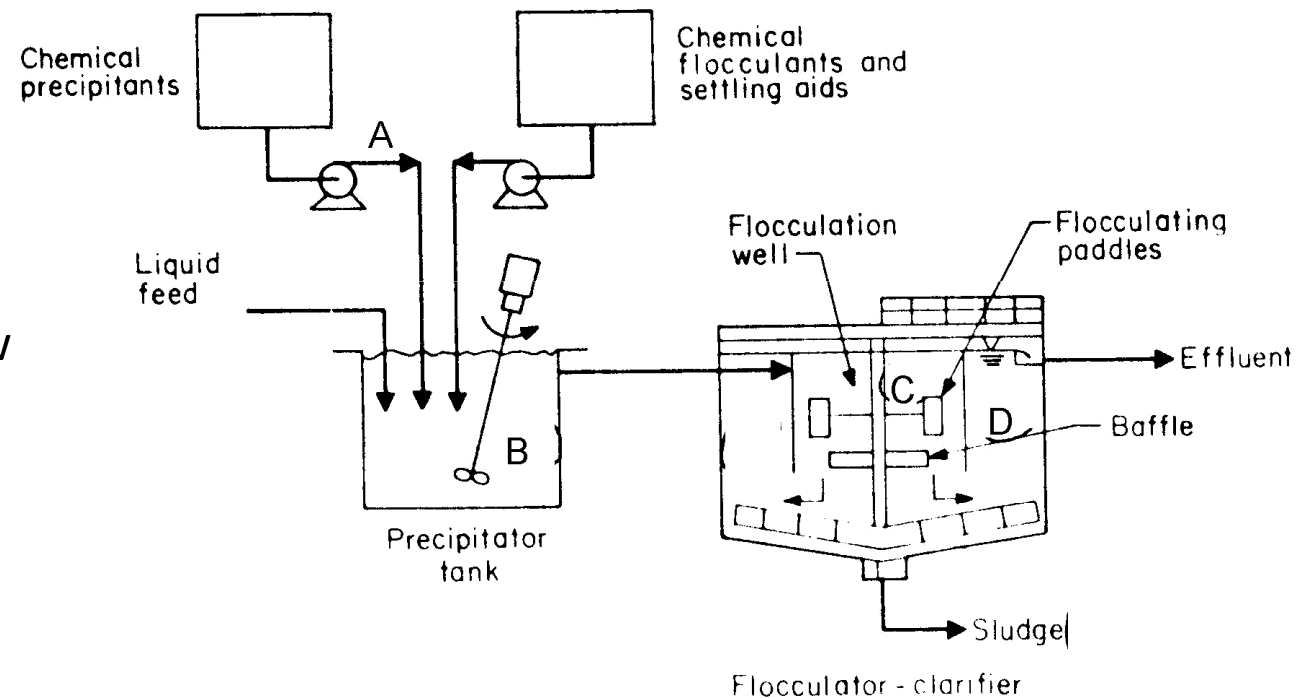 Chemical
precipitants
A
Chemical
flocculants and
settling aids
Liquid
feed
B
Precipitator
tank
Flocculation
well
Flocculating
paddles
C
D
Effluent
Baffle
Sludge
Flocculator - clarifier